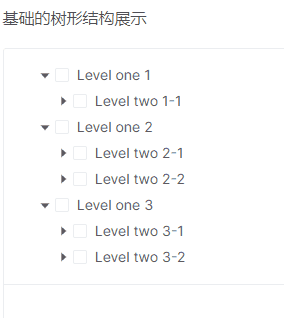 基础的树形结构展示
Level one 1
Level two 1-1
Level one 2
Level two 2-1
Level two 2-2
Level one 3
Level two 3-1
Level two 3-2